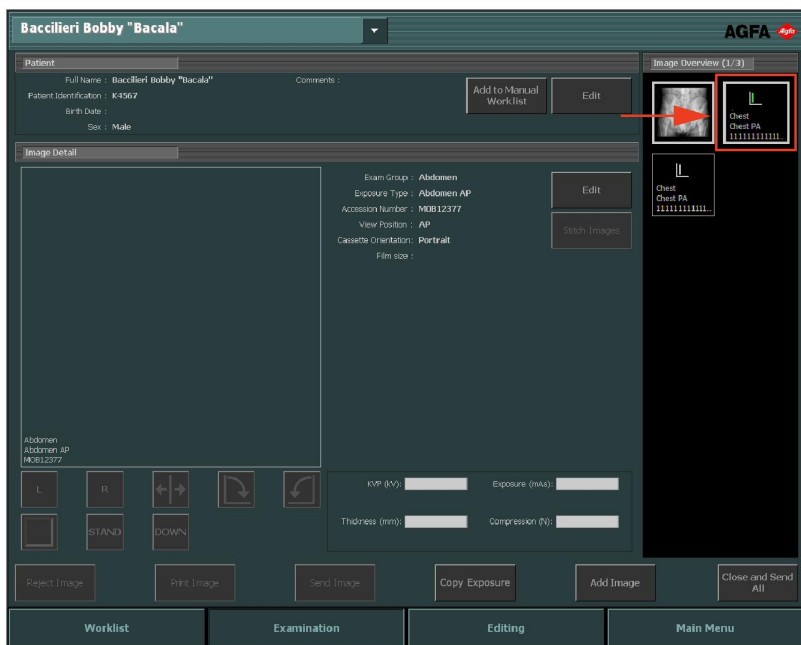 Baccilieri Bobby "Bacala"
AGFA Agfa
Patient
Full Name : Baccilieri Bobby "Bacala"
Comments :
Patient Identification : K4567
Birth Date :
Sex : Male
Add to Manual
Worklist
Edit
Image Overview (1/3)
Chest
Chest PA
111111111111..
Chest
Chest PA
111111111111..
Image Detail
Exam Group : Abdomen
Exposure Type : Abdomen AP
Accession Number : MOB12377
View Position : AP
Cassette Orientation: Portrait
Film size :
Edit
Stitch Images
Abdomen
Abdomen AP
MOB12377
L
R
STAND
DOWN
KVP (kV):
Exposure (mAs):
Thickness (mm):
Compression (N):
Reject Image
Print Image
Send Image
Copy Exposure
Add Image
Close and Send
All
Worklist
Examination
Editing
Main Menu